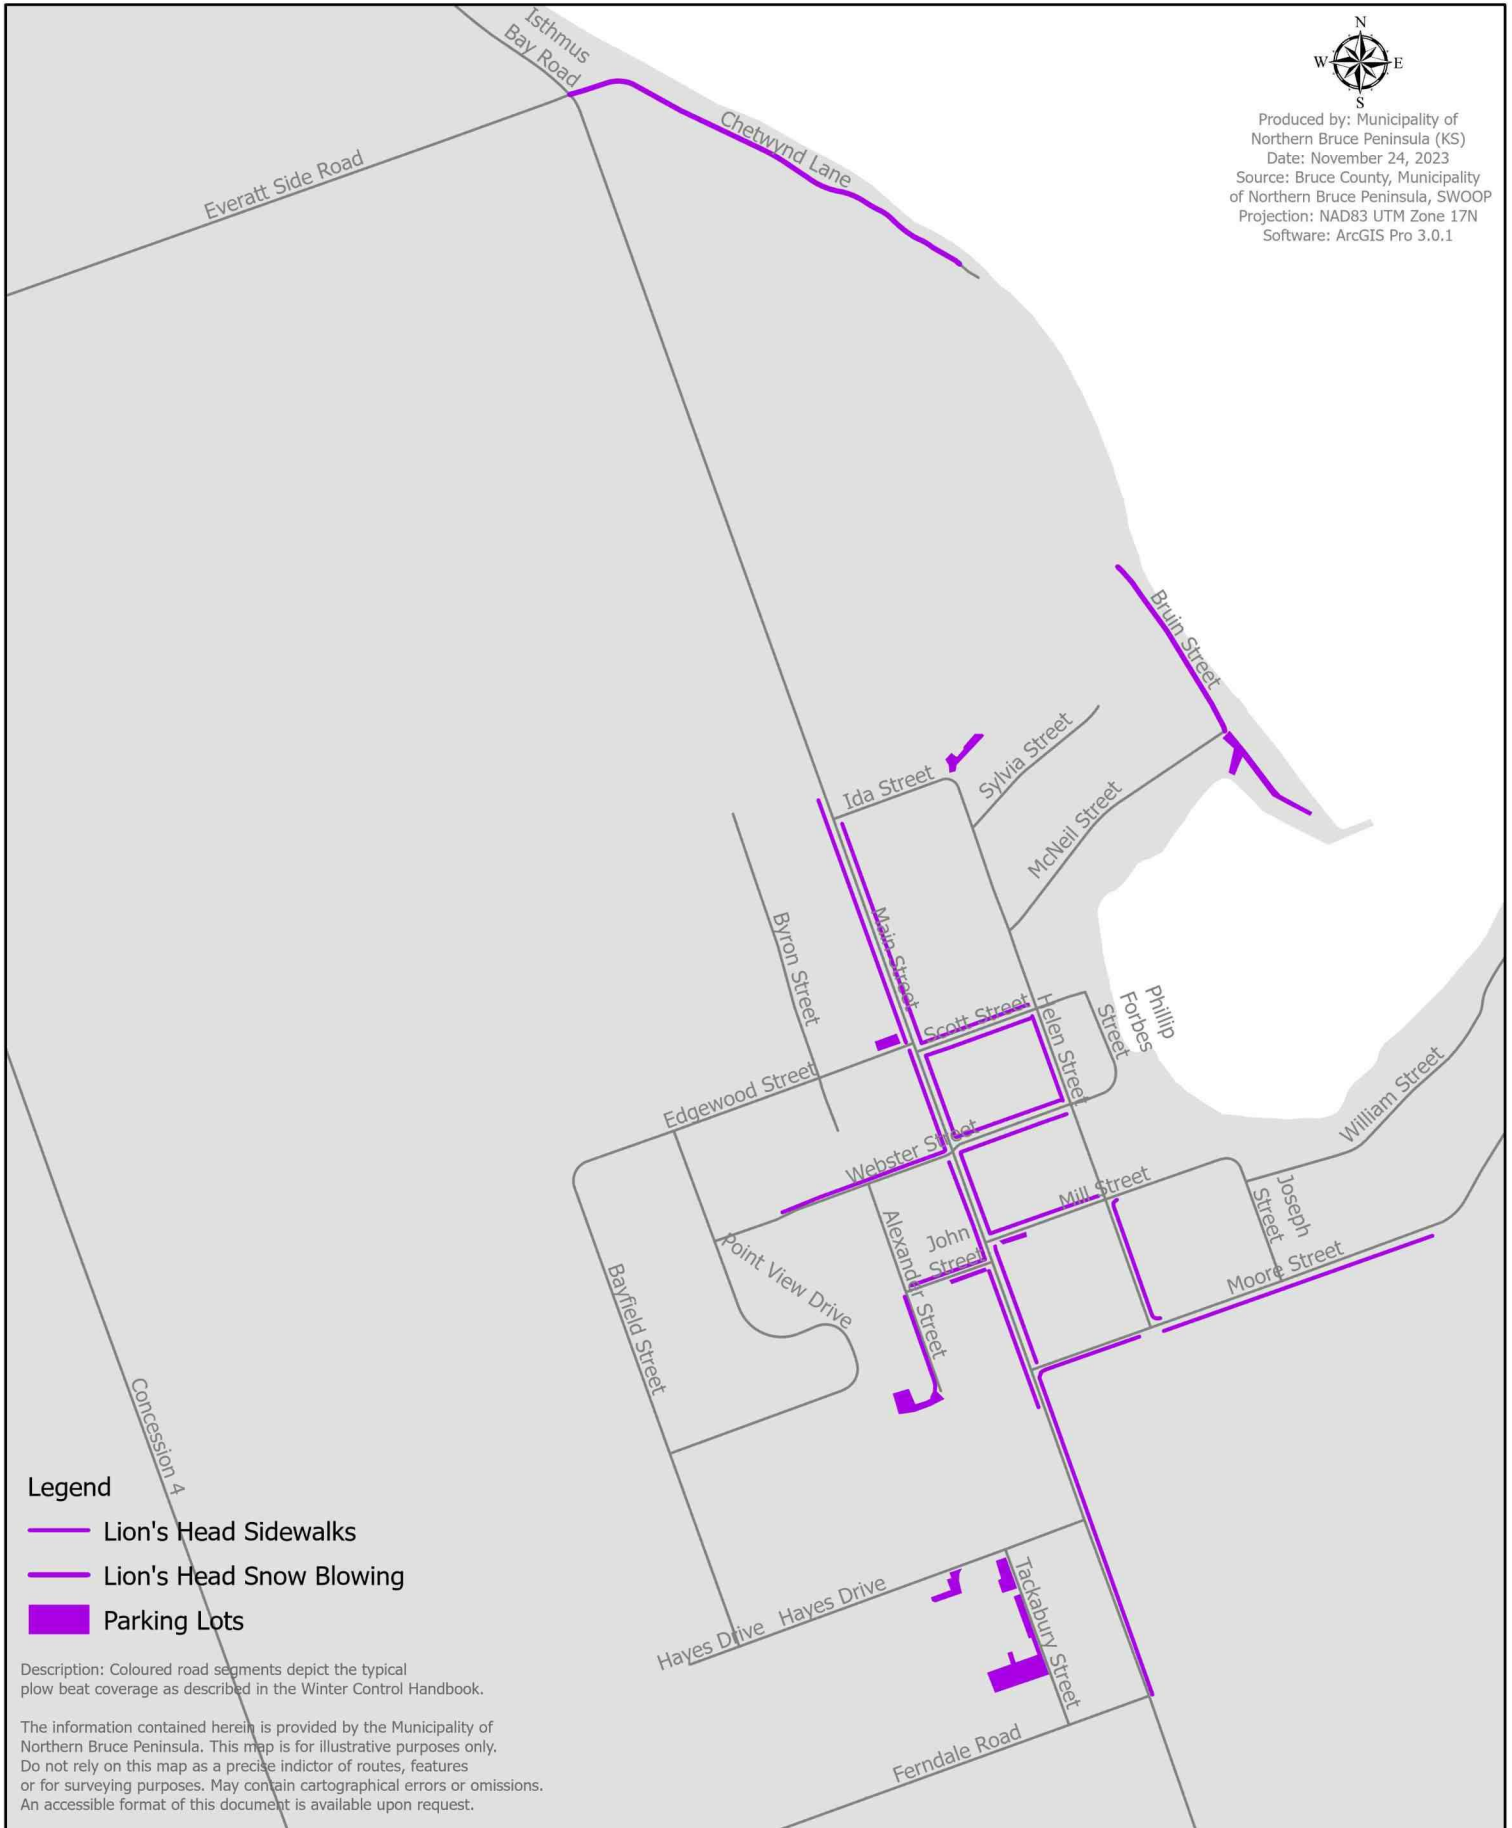 N
W
E
S
Produced by: Municipality of
Northern Bruce Peninsula (KS)
Date: November 24, 2023
Source: Bruce County, Municipality
of Northern Bruce Peninsula, SWOOP
Projection: NAD83 UTM Zone 17N
Software: ArcGIS Pro 3.0.1
Isthmus
Bay Road
Chetwynd Lane
Everatt Side Road
Bruin Street
Sylvia Street
Ida Street
McNeil Street
Main Street
Byron Street
Scott Street
Helen Street
Phillip
Forbes
Street
Edgewood Street
William Street
Webster Street
Mill Street
Joseph
Street
Alexander Street
John
Street
Moore Street
Point View Drive
Bayfield Street
Concession 4
Hayes Drive
Hayes Drive
Tackabury Street
Ferndale Road
Legend
Lion's Head Sidewalks
Lion's Head Snow Blowing
Parking Lots
Description: Coloured road segments depict the typical
plow beat coverage as described in the Winter Control Handbook.
The information contained herein is provided by the Municipality of
Northern Bruce Peninsula. This map is for illustrative purposes only.
Do not rely on this map as a precise indictor of routes, features
or for surveying purposes. May contain cartographical errors or omissions.
An accessible format of this document is available upon request.